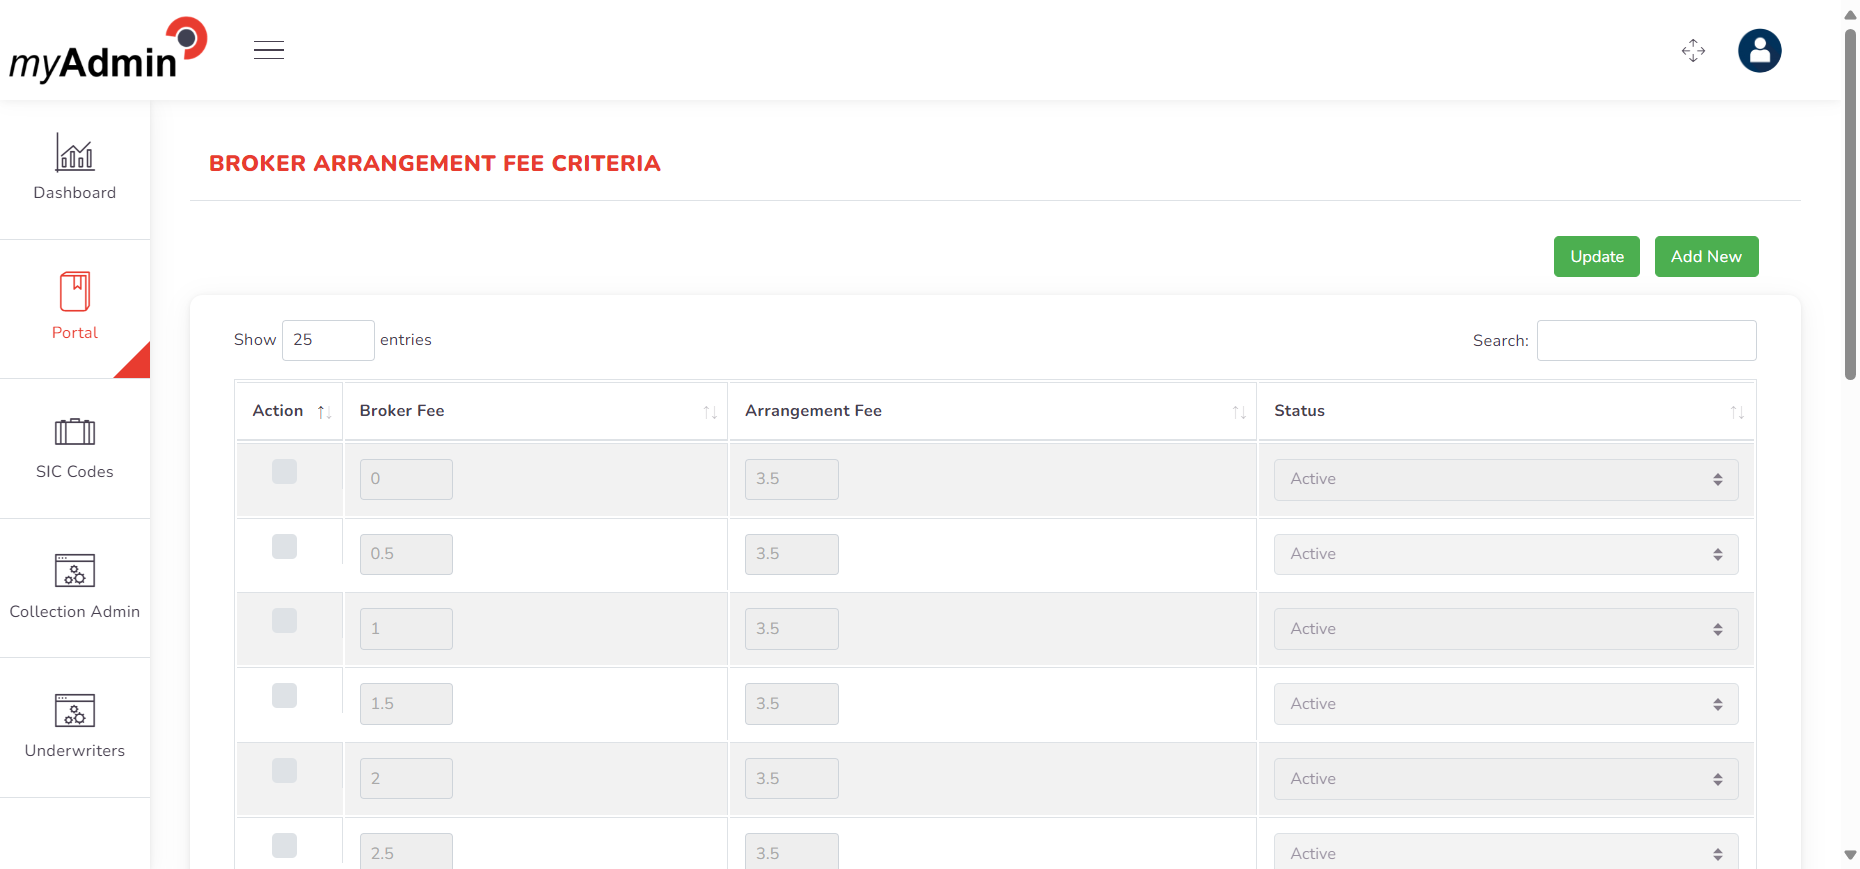 myAdmin
Dashboard
Portal
SIC Codes
Collection Admin
Underwriters
BROKER ARRANGEMENT FEE CRITERIA
Update Add New
Show 25 entries Search:
Action Broker Fee Arrangement Fee Status
0 3.5 Active
0.5 3.5 Active
1 3.5 Active
1.5 3.5 Active
2 3.5 Active
2.5 3.5 Active